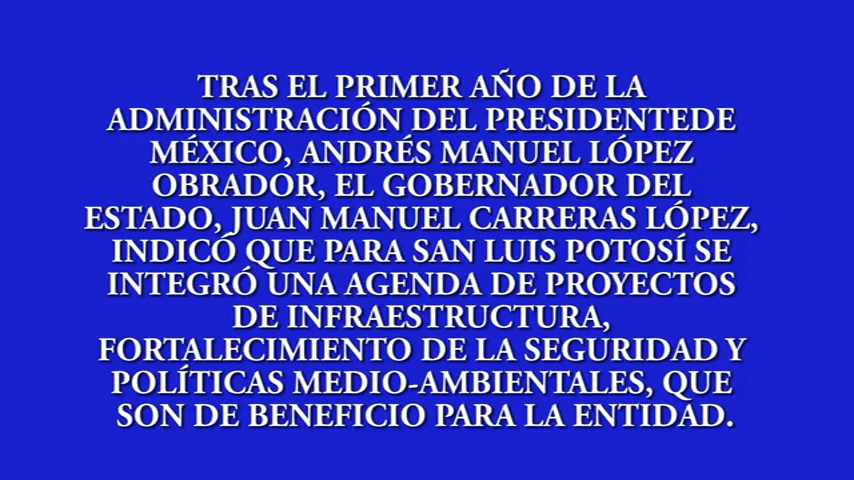 TRAS EL PRIMER AÑO DE LA
ADMINISTRACIÓN DEL PRESIDENTEDE
MÉXICO, ANDRÉS MANUEL LÓPEZ
OBRADOR, EL GOBERNADOR DEL
ESTADO, JUAN MANUEL CARRERAS LÓPEZ,
INDICÓ QUE PARA SAN LUIS POTOSÍ SE
INTEGRÓ UNA AGENDA DE PROYECTOS
DE INFRAESTRUCTURA,
FORTALECIMIENTO DE LA SEGURIDAD Y
POLÍTICAS MEDIO-AMBIENTALES, QUE
SON DE BENEFICIO PARA LA ENTIDAD.